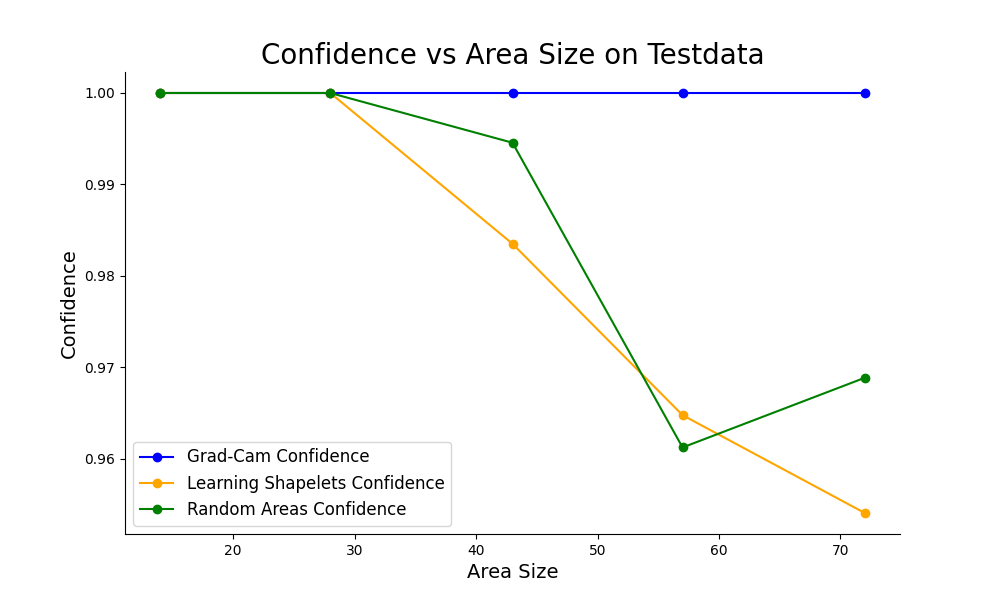 Confidence vs Area Size on Testdata
Confidence
1.00
0.99
0.98
0.97
0.96
Grad-Cam Confidence
Learning Shapelets Confidence
Random Areas Confidence
20 30 40 50 60 70
Area Size